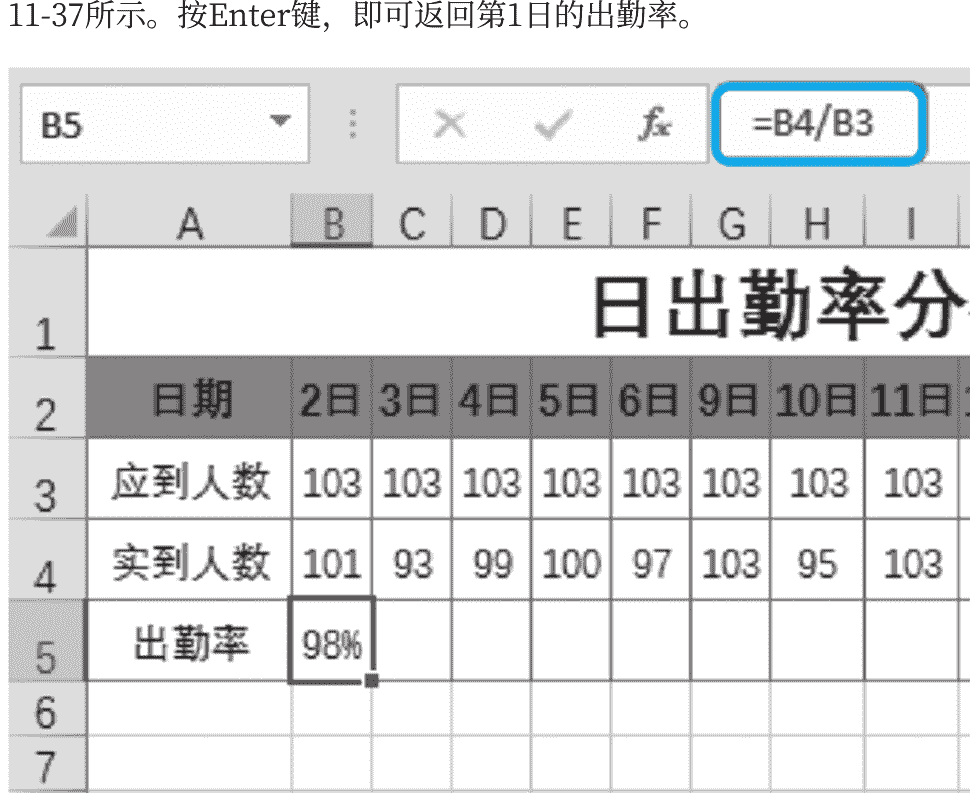 11-37所示。按Enter键，即可返回第1日的出勤率。
B5 fx =B4/B3
A B C D E F G H I
1 日出勤率分
2 日期 2日 3日 4日 5日 6日 9日 10日 11日
3 应到人数 103 103 103 103 103 103 103 103
4 实到人数 101 93 99 100 97 103 95 103
5 出勤率 98%
6
7